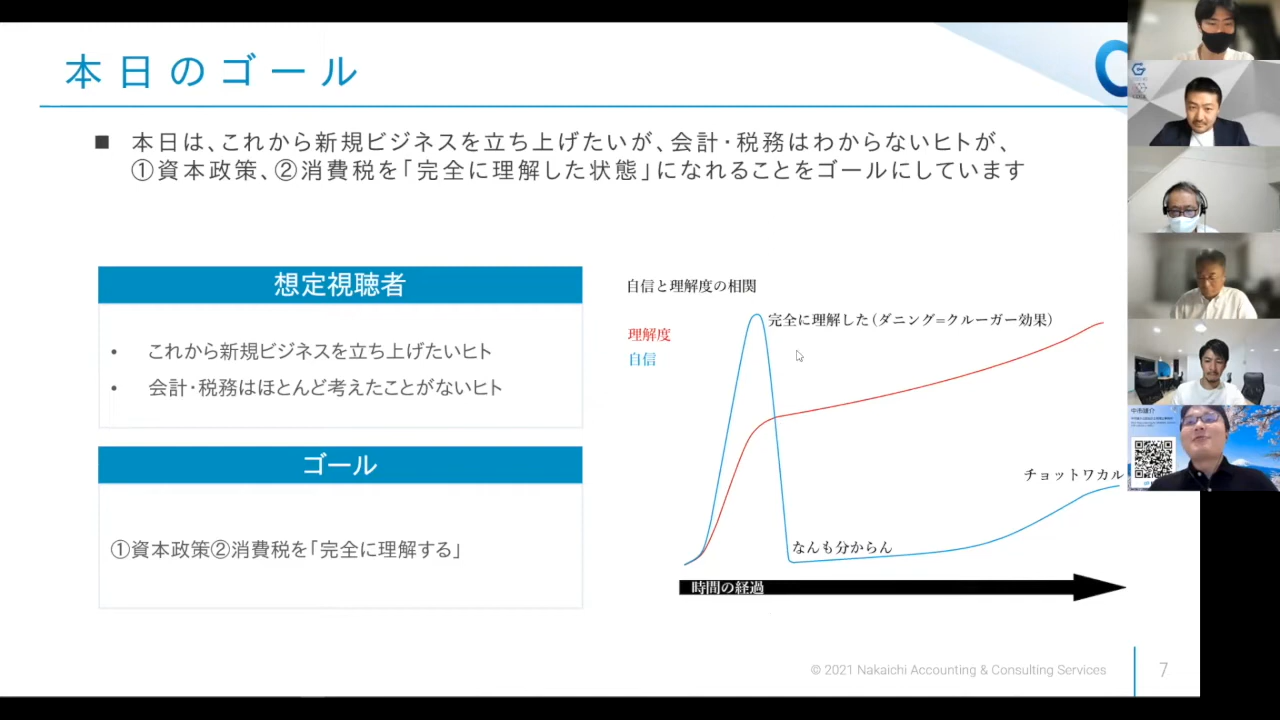 本日のゴール
■ 本日は、これから新規ビジネスを立ち上げたいが、会計・税務はわからないヒトが、
①資本政策、②消費税を「完全に理解した状態」になれることをゴールにしています
想定視聴者
• これから新規ビジネスを立ち上げたいヒト
• 会計・税務はほとんど考えたことがないヒト
ゴール
①資本政策②消費税を「完全に理解する」
自信と理解度の相関
理解度
自信
完全に理解した(ダニング=クルーガー効果)
なんも分からん
チョットワカル
時間の経過
© 2021 Nakaichi Accounting & Consulting Services
7
中市雄介